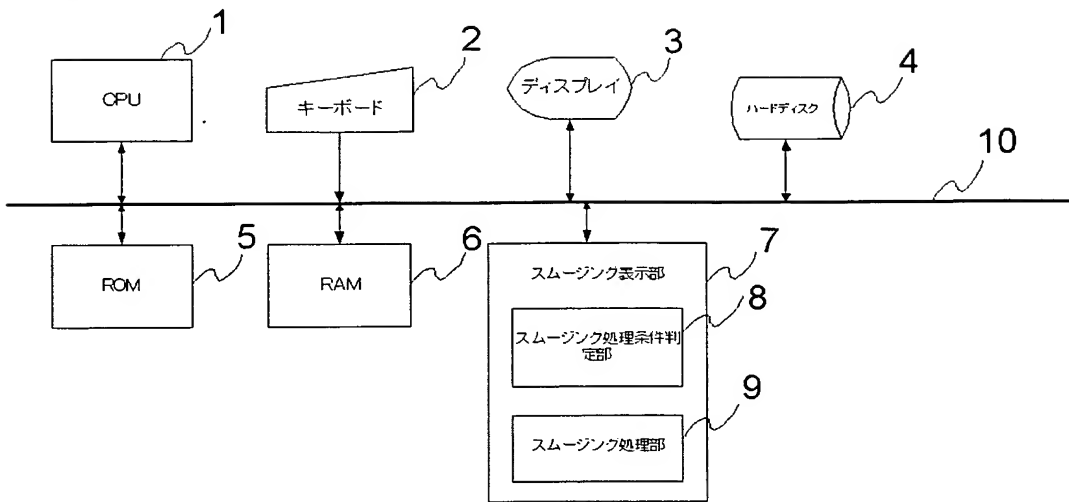 1
CPU
2
キーボード
3
ディスプレイ
4
ハードディスク
10
5
ROM
6
RAM
7
スムージング表示部
8
スムージング処理条件判
定部
9
スムージング処理部